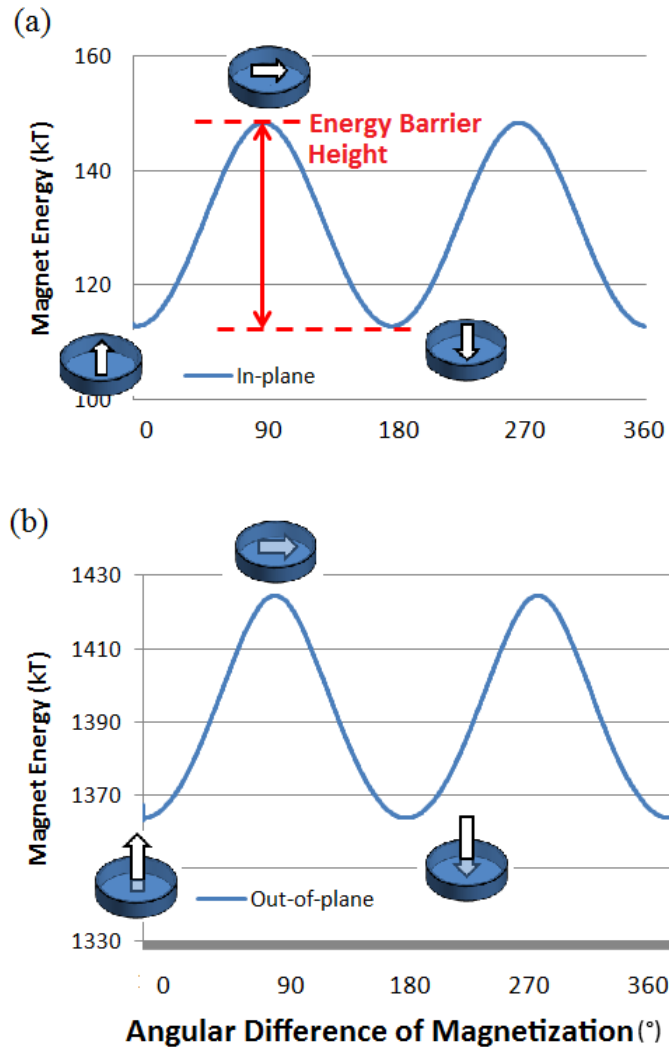 (a)
160
Energy Barrier
Height
140
120
100
Magnet Energy (kT)
In-plane
0 90 180 270 360
(b)
1430
1410
1390
1370
1330
Magnet Energy (kT)
Out-of-plane
0 90 180 270 360
Angular Difference of Magnetization (°)